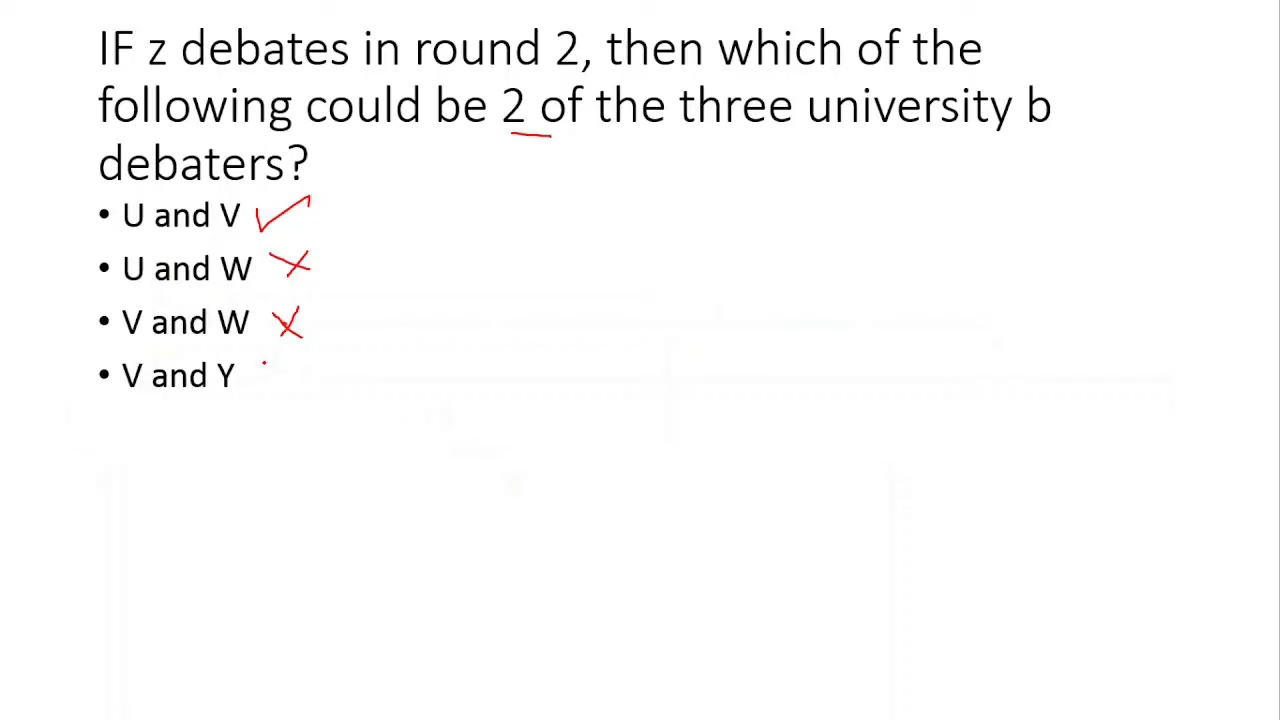 IF z debates in round 2, then which of the
following could be 2 of the three university b
debaters?
• U and V
• U and W
• V and W
• V and Y